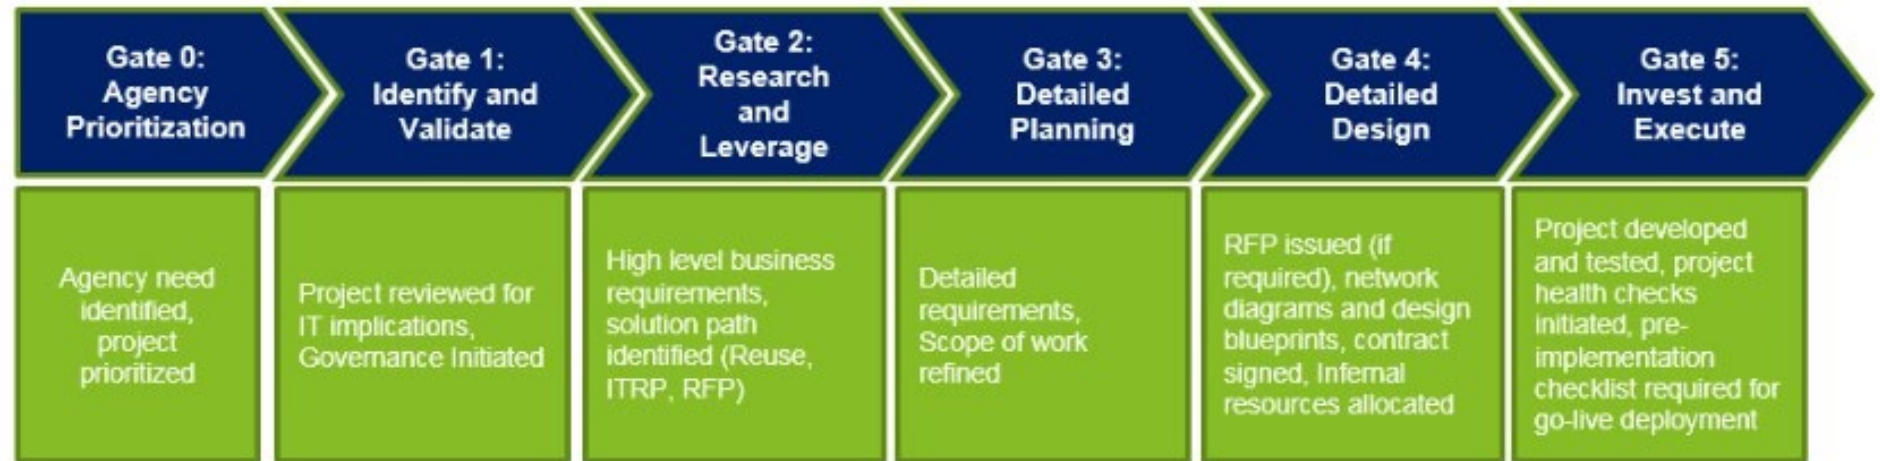 Gate 0:
Agency
Prioritization
Gate 1:
Identify and
Validate
Gate 2:
Research
and
Leverage
Gate 3:
Detailed
Planning
Gate 4:
Detailed
Design
Gate 5:
Invest and
Execute
Agency need
identified,
project
prioritized
Project reviewed for
IT implications,
Governance Initiated
High level business
requirements,
solution path
identified (Reuse,
ITRP, RFP)
Detailed
requirements,
Scope of work
refined
RFP issued (if
required), network
diagrams and design
blueprints, contract
signed, Infernal
resources allocated
Project developed
and tested, project
health checks
initiated, pre-
implementation
checklist required for
go-live deployment